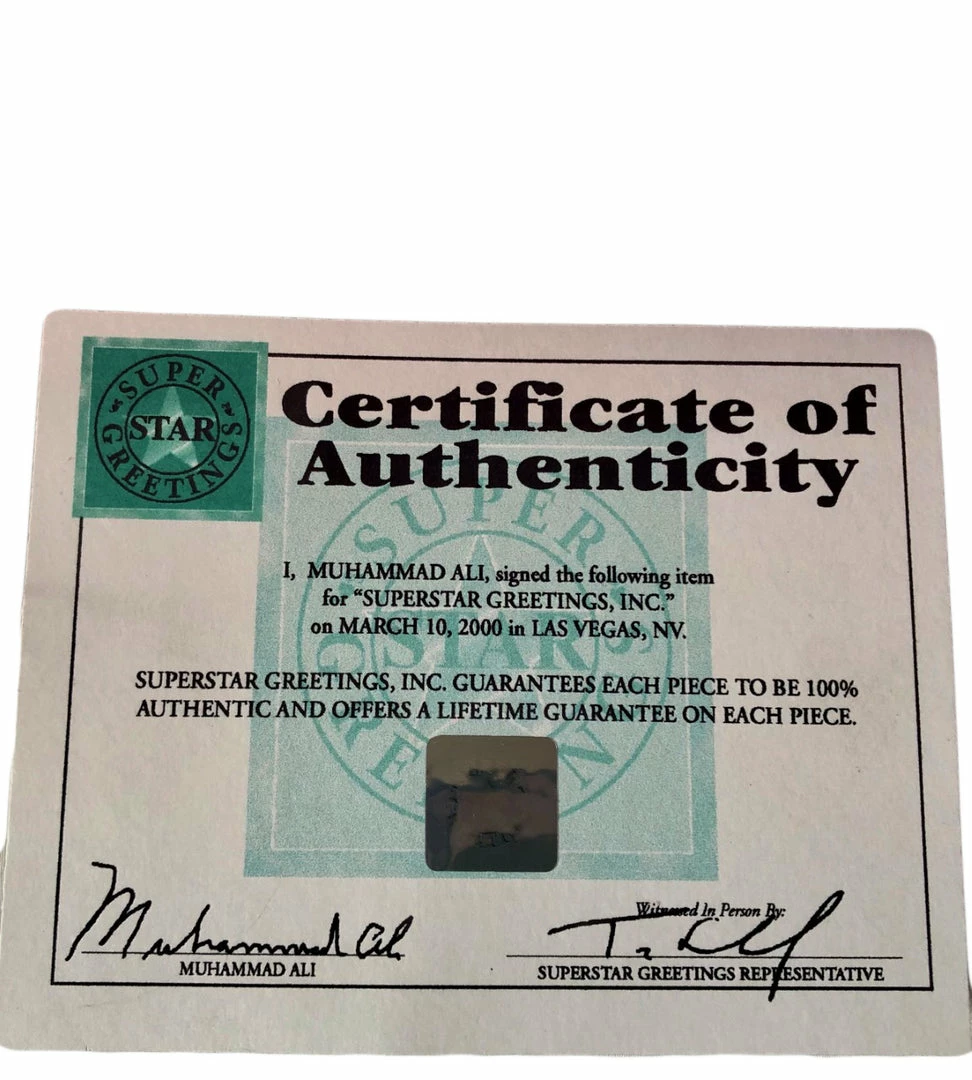 SUPER
STAR
GREETINGS
Certificate of
Authenticity
SUPER
STAR
I, MUHAMMAD ALI, signed the following item
for “SUPERSTAR GREETINGS, INC.”
on MARCH 10, 2000 in LAS VEGAS, NV.
SUPERSTAR GREETINGS, INC. GUARANTEES EACH PIECE TO BE 100%
AUTHENTIC AND OFFERS A LIFETIME GUARANTEE ON EACH PIECE.
Muhammad Ali
MUHAMMAD ALI
Witnessed In Person By:
SUPERSTAR GREETINGS REPRESENTATIVE